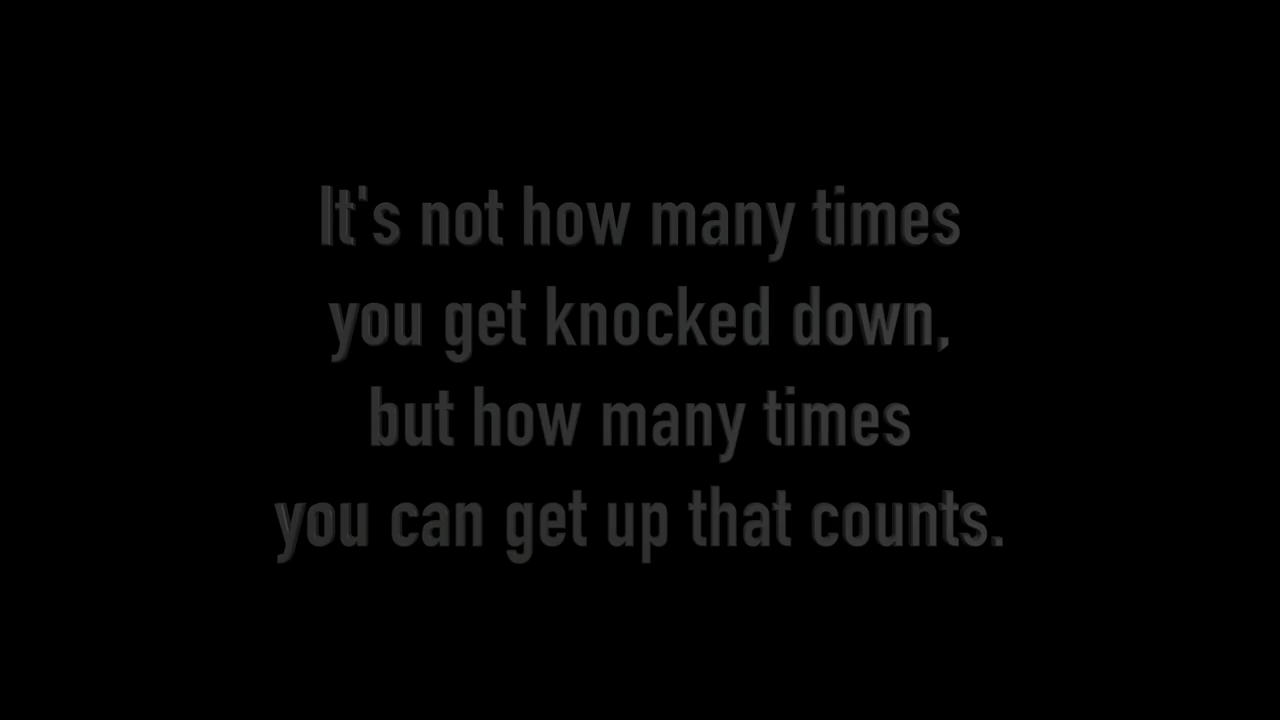 It's not how many times
you get knocked down,
but how many times
you can get up that counts.